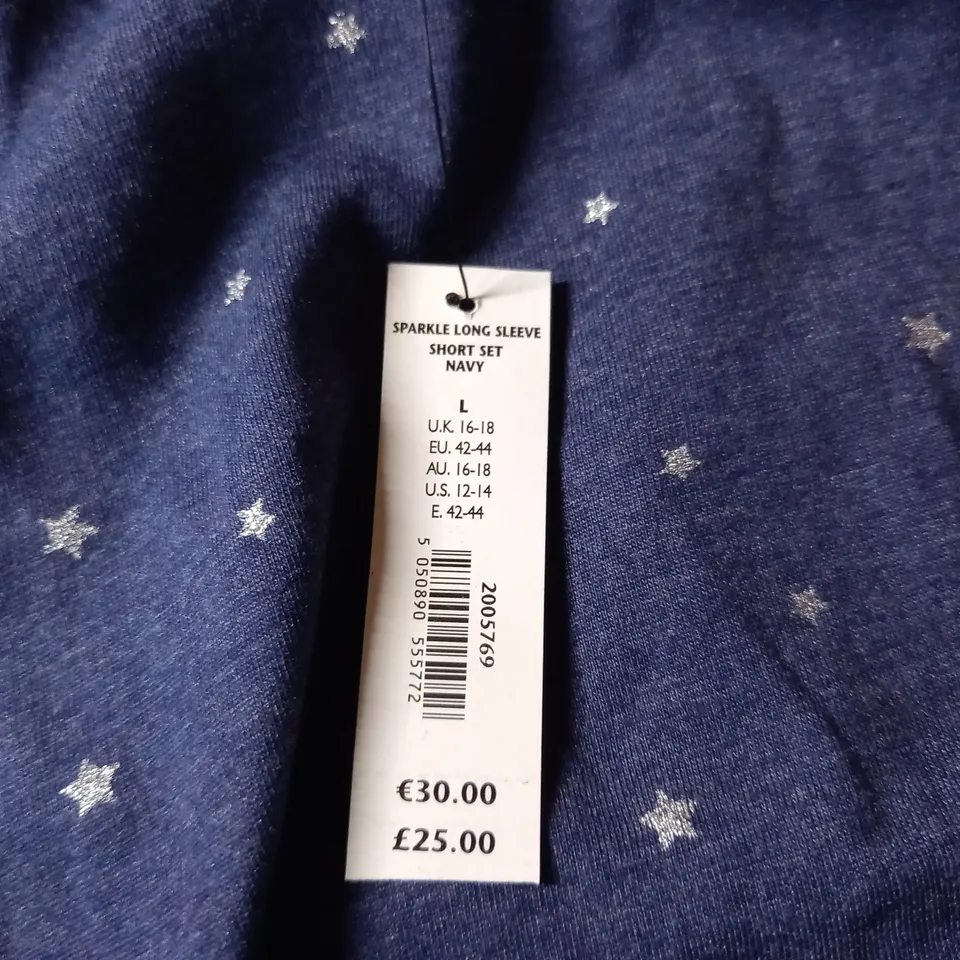 SPARKLE LONG SLEEVE
SHORT SET
NAVY
L
U.K. 16-18
EU. 42-44
AU. 16-18
U.S. 12-14
E. 42-44
2005769
5 050890 555772
€30.00
£25.00